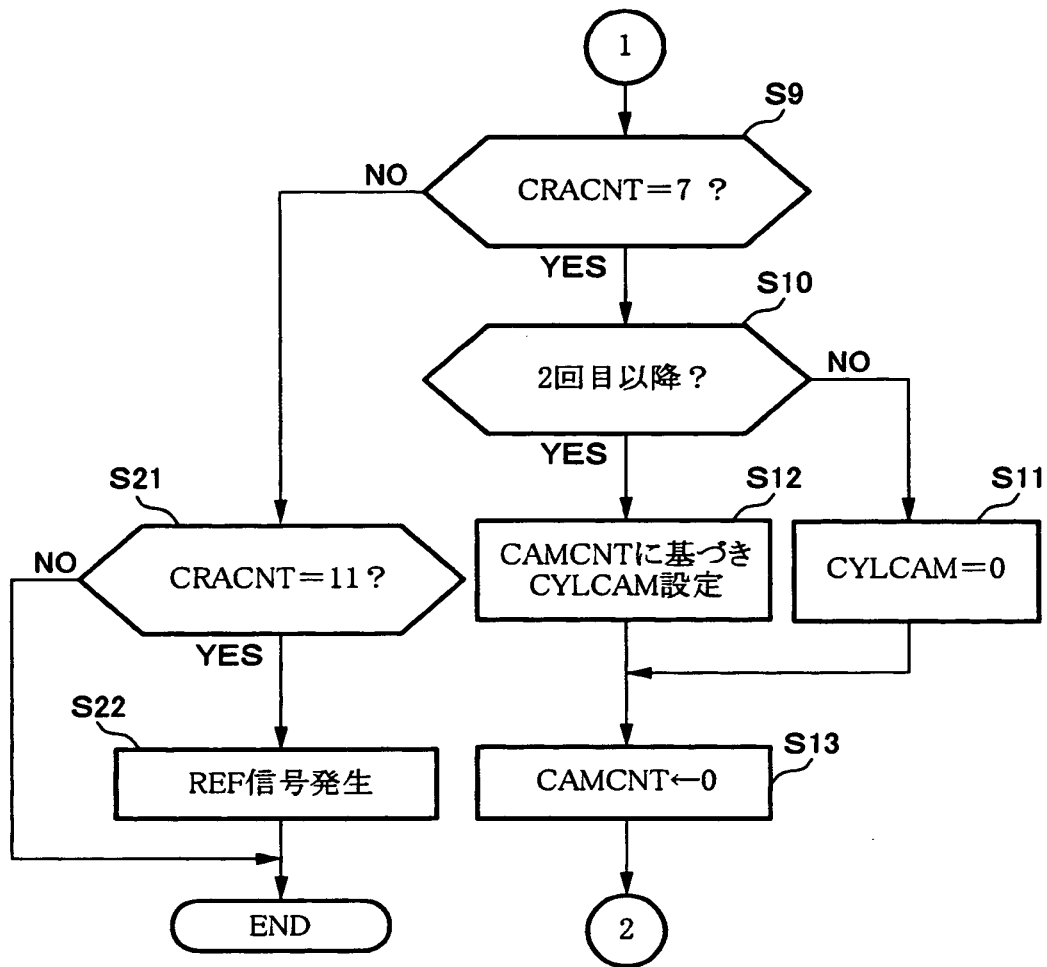 1
S9
NO
CRACNT=7 ?
YES
S10
2回目以降?
NO
YES
S21
S12
S11
NO
CRACNT=11?
CAMCNTに基づき
CYLCAM設定
CYLCAM=0
YES
S22
REF信号発生
S13
CAMCNT←0
END
2